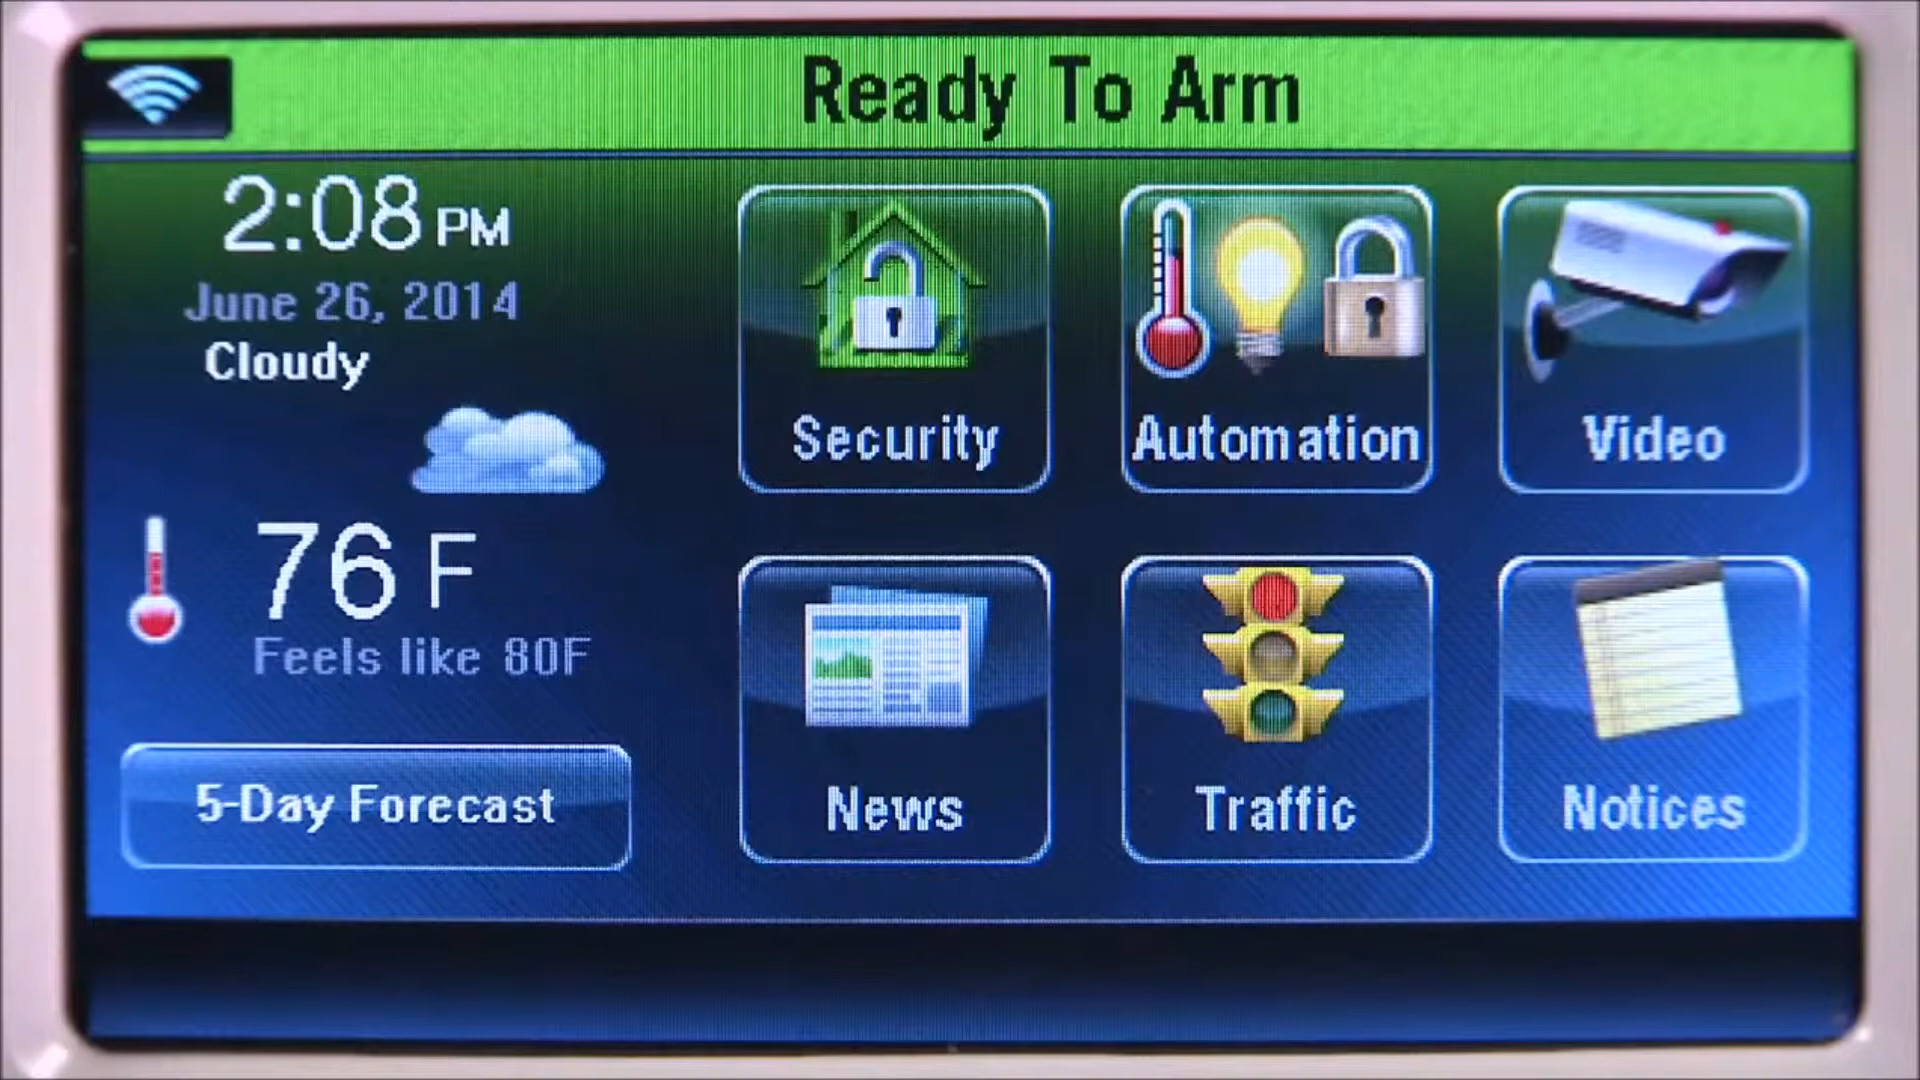 Ready To Arm
2:08 PM
June 26, 2014
Cloudy
76 F
Feels like 80F
5-Day Forecast
Security
Automation
Video
News
Traffic
Notices